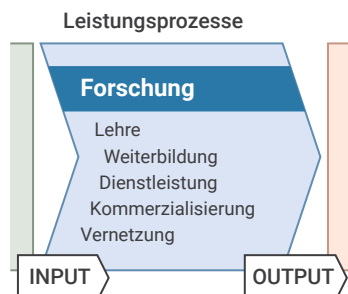 Leistungsprozesse
Forschung
Lehre
Weiterbildung
Dienstleistung
Kommerzialisierung
Vernetzung
INPUT
OUTPUT